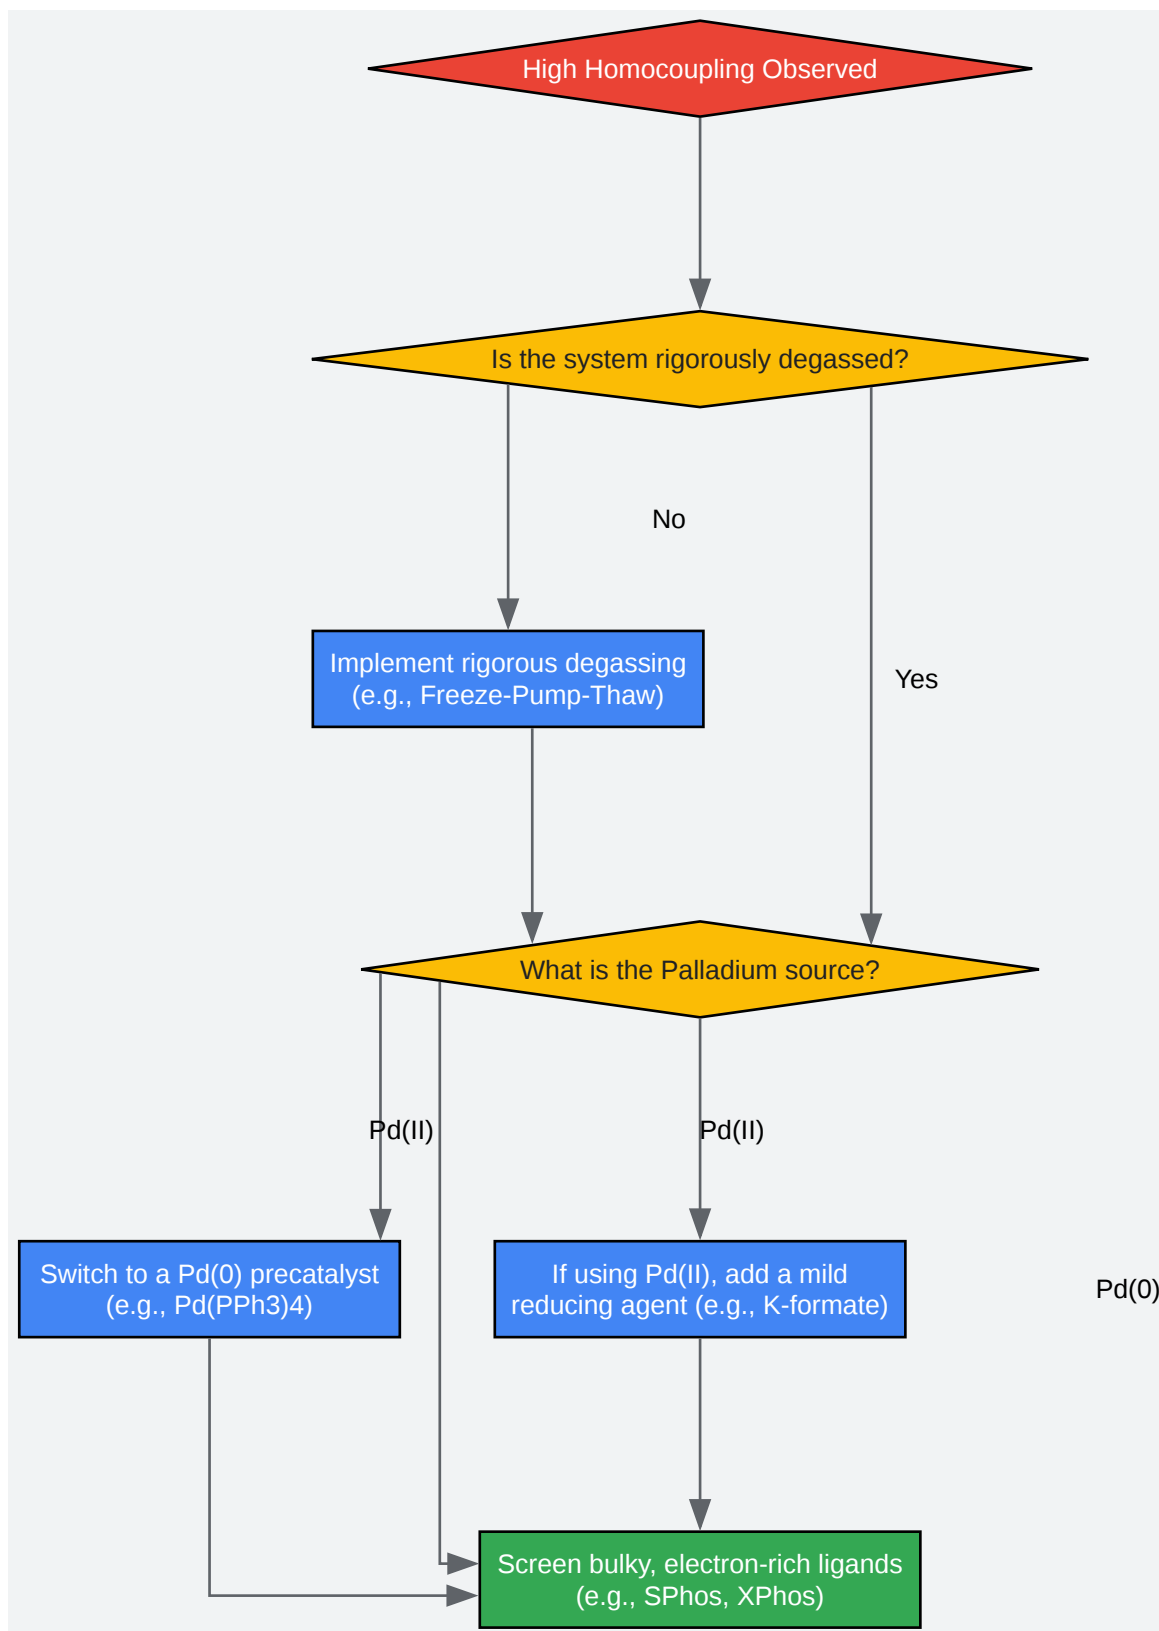 High Homocoupling Observed
Is the system rigorously degassed?
No
Implement rigorous degassing
(e.g., Freeze-Pump-Thaw)
Yes
What is the Palladium source?
Pd(II)
Pd(II)
Switch to a Pd(0) precatalyst
(e.g., Pd(PPh3)4)
If using Pd(II), add a mild
reducing agent (e.g., K-formate)
Pd(0)
Screen bulky, electron-rich ligands
(e.g., SPhos, XPhos)